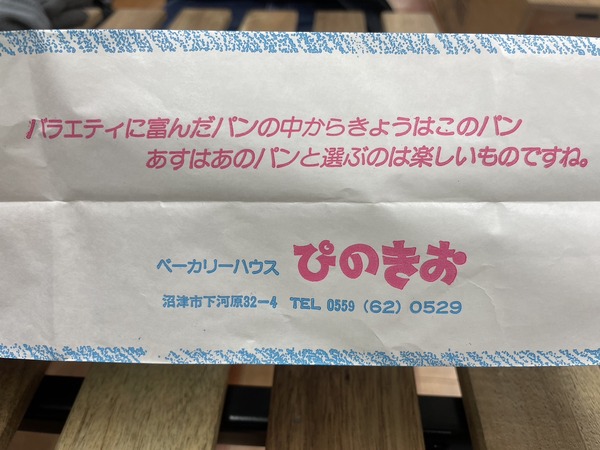 バラエティに富んだパンの中からきょうはこのパン
あすはあのパンと選ぶのは楽しいものですね。
ベーカリーハウス ぴのきお
沼津市下河原32-4 TEL 0559 (62) 0529